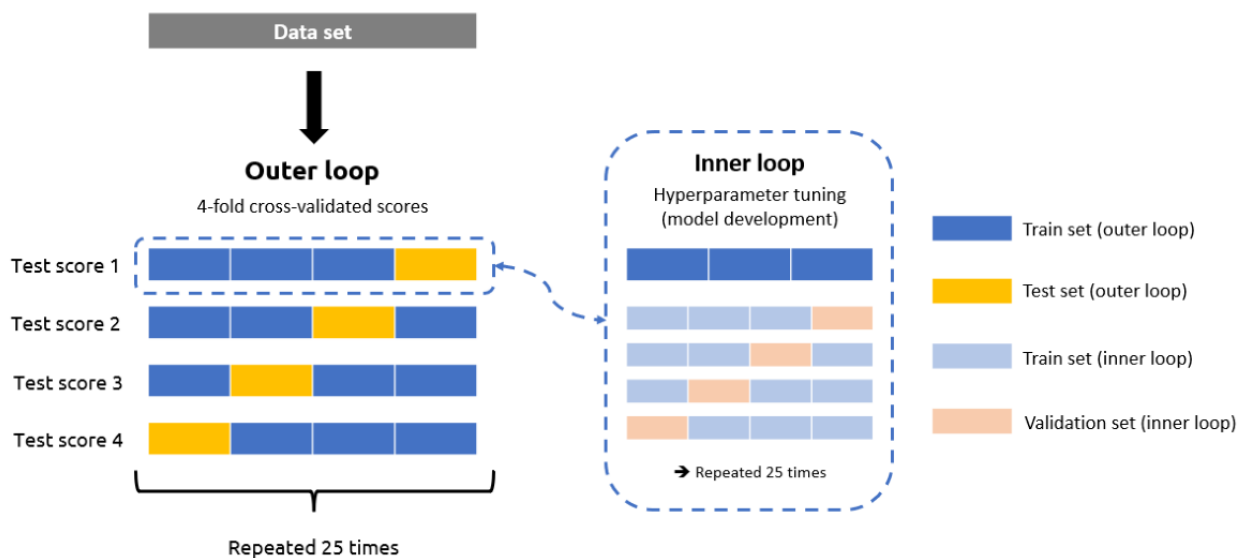 Data set
Outer loop
4-fold cross-validated scores
Test score 1
Test score 2
Test score 3
Test score 4
Repeated 25 times
Inner loop
Hyperparameter tuning
(model development)
➔ Repeated 25 times
Train set (outer loop)
Test set (outer loop)
Train set (inner loop)
Validation set (inner loop)